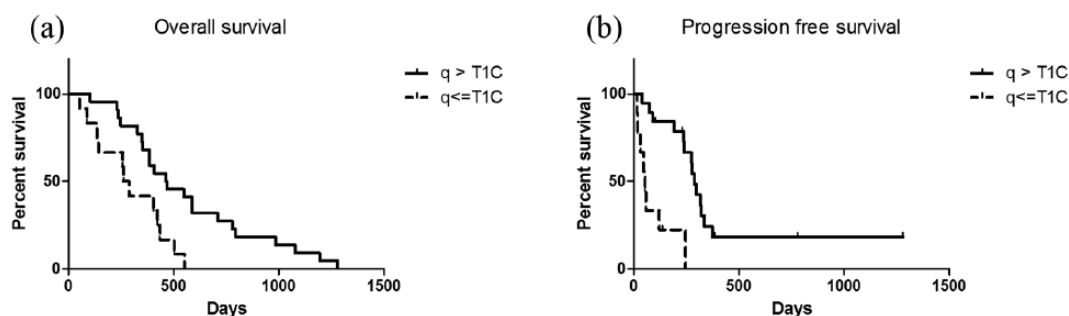 (a) Overall survival
q > T1C
q<=T1C
100
50
0
Percent survival
0 500 1000 1500
Days
(b) Progression free survival
q > T1C
q<=T1C
100
50
0
Percent survival
0 500 1000 1500
Days